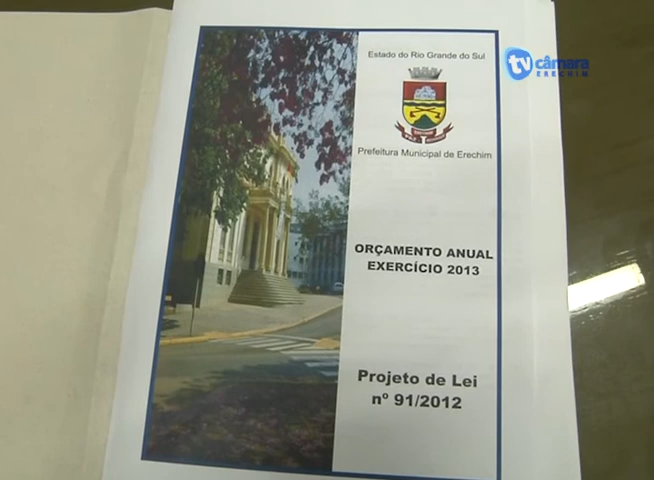 Estado do Rio Grande do Sul
tv câmara
ERECHIM
Prefeitura Municipal de Erechim
ORÇAMENTO ANUAL
EXERCÍCIO 2013
Projeto de Lei
nº 91/2012